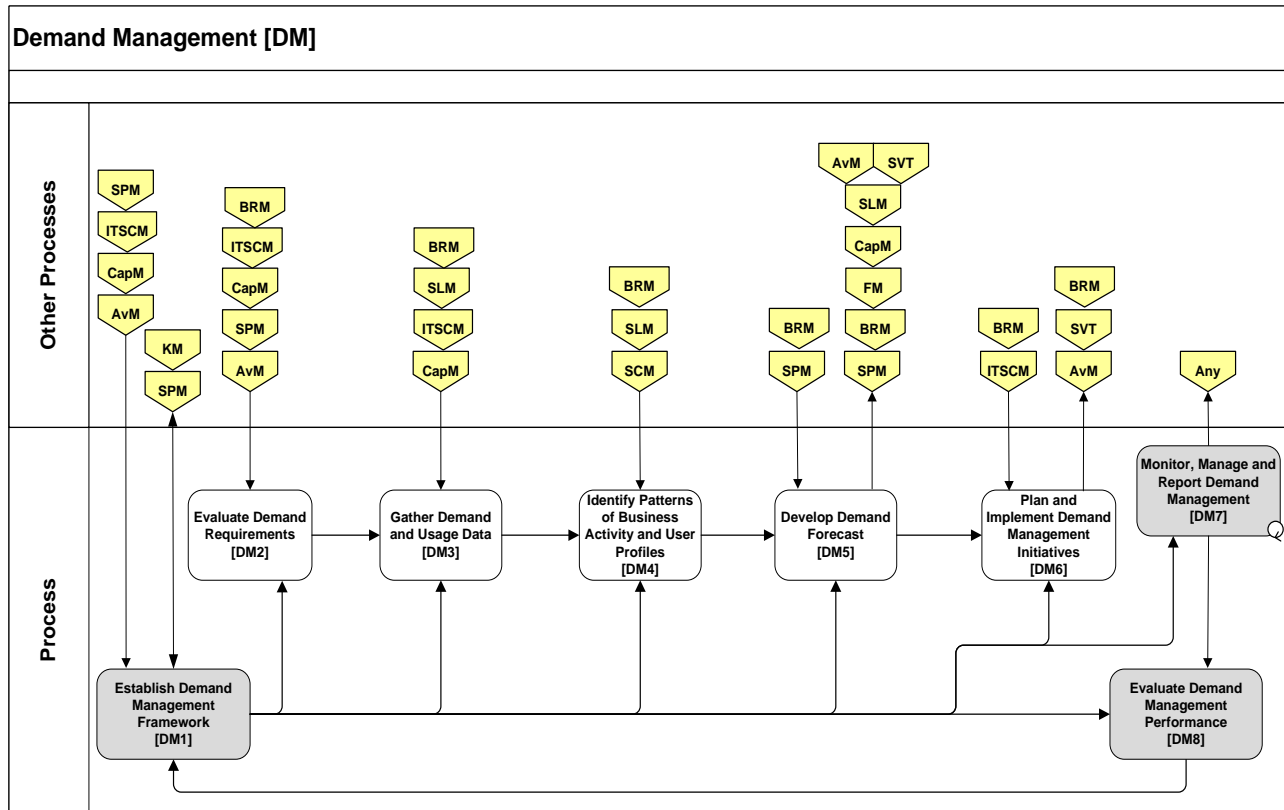 Demand Management [DM]
Other Processes
SPM
ITSCM
CapM
AvM
KM
SPM
BRM
ITSCM
CapM
SPM
AvM
BRM
SLM
ITSCM
CapM
BRM
SLM
SCM
BRM
SPM
AvM
SVT
SLM
CapM
FM
BRM
SPM
BRM
ITSCM
BRM
SVT
AvM
Any
Process
Evaluate Demand
Requirements
[DM2]
Gather Demand
and Usage Data
[DM3]
Identify Patterns
of Business
Activity and User
Profiles
[DM4]
Develop Demand
Forecast
[DM5]
Plan and
Implement Demand
Management
Initiatives
[DM6]
Monitor, Manage and
Report Demand
Management
[DM7]
Establish Demand
Management
Framework
[DM1]
Evaluate Demand
Management
Performance
[DM8]